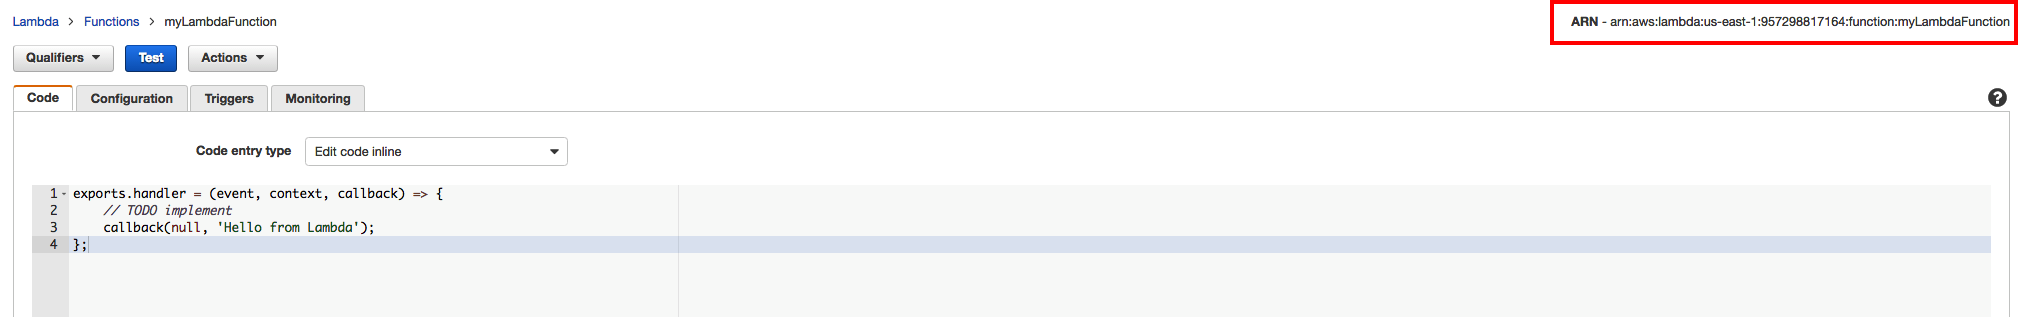 Lambda > Functions > myLambdaFunction
ARN - arn:aws:lambda:us-east-1:957298817164:function:myLambdaFunction
Qualifiers Test Actions
Code Configuration Triggers Monitoring
?
Code entry type Edit code inline
1 exports.handler = (event, context, callback) => {
2     // TODO implement
3     callback(null, 'Hello from Lambda');
4 };